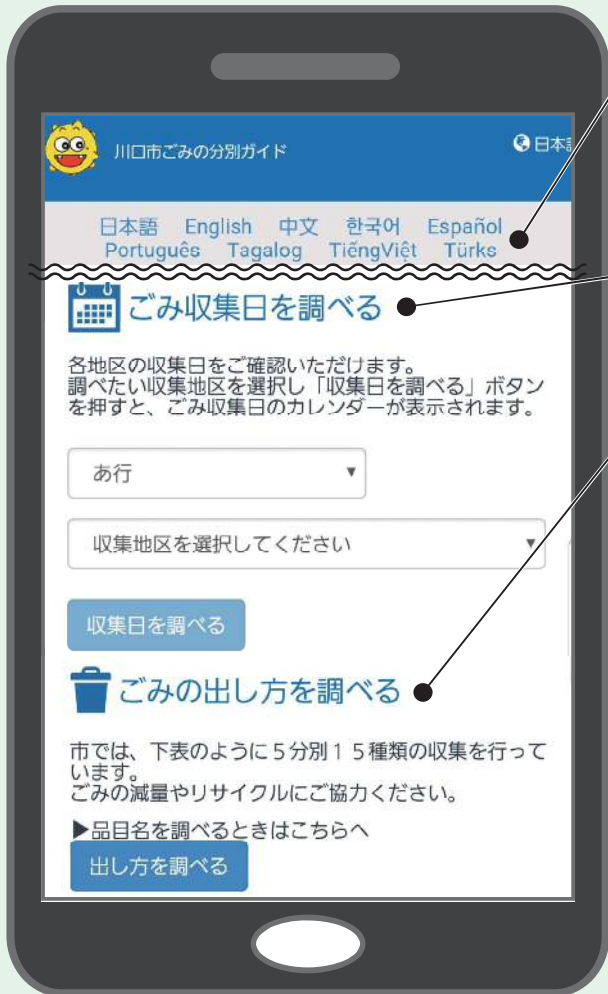 川口市ごみの分別ガイド
日本語
日本語 English 中文 한국어 Español
Português Tagalog TiếngViệt Türks
ごみ収集日を調べる
各地区の収集日をご確認いただけます。
調べたい収集地区を選択し「収集日を調べる」ボタン
を押すと、ごみ収集日のカレンダーが表示されます。
あ行
収集地区を選択してください
収集日を調べる
ごみの出し方を調べる
市では、下表のように５分別１５種類の収集を行って
います。
ごみの減量やリサイクルにご協力ください。
▶品目名を調べるときはこちらへ
出し方を調べる